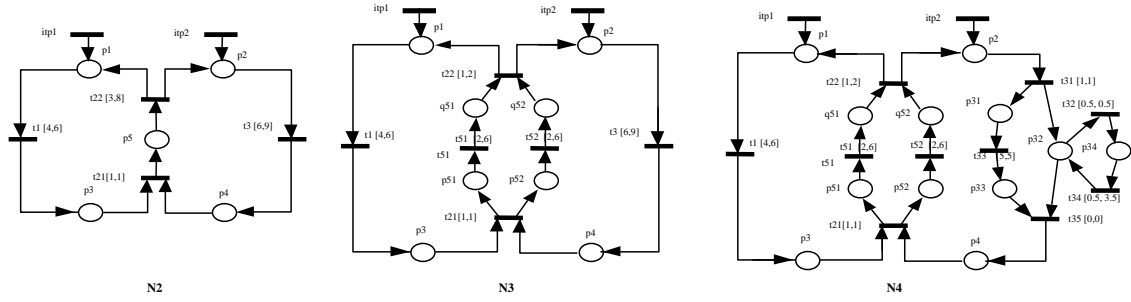 itp1
itp2
p1
p2
t22 [3,8]
t1 [4,6]
p5
t3 [6,9]
t21[1,1]
p3
p4
N2
itp1
itp2
p1
p2
t22 [1,2]
q51
q52
t1 [4,6]
t51 [2,6]
t52 [2,6]
t3 [6,9]
t51
p51
p52
t21[1,1]
p3
p4
N3
itp1
itp2
p1
p2
t22 [1,2]
t31 [1,1]
p31
t32 [0.5, 0.5]
q51
q52
t1 [4,6]
t51 [2,6]
t52 [2,6]
p32
p34
t51
t33 [5,5]
p51
p52
p33
t34 [0.5, 3.5]
t21[1,1]
t35 [0,0]
p3
p4
N4